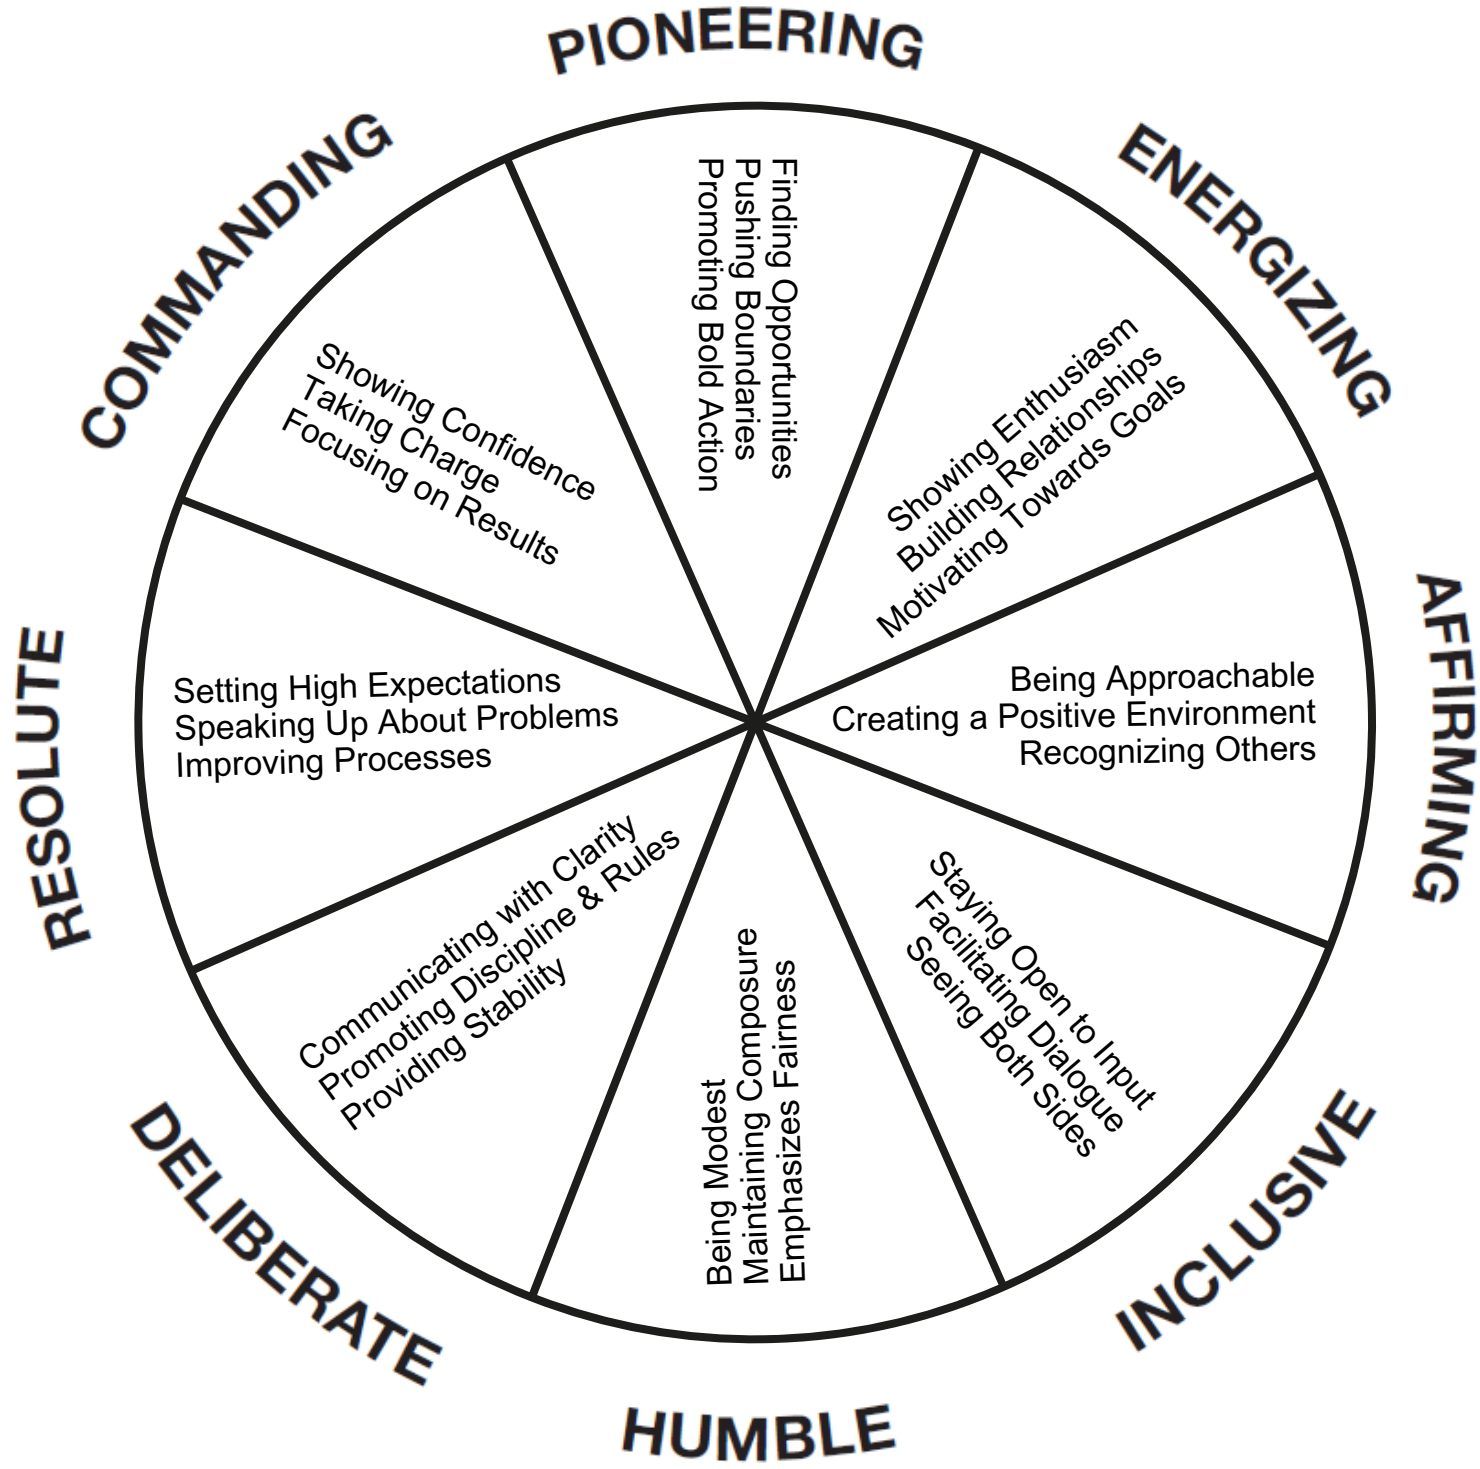 PIONEERING
Finding Opportunities
Pushing Boundaries
Promoting Bold Action
ENERGIZING
Showing Enthusiasm
Building Relationships
Motivating Towards Goals
AFFIRMING
Being Approachable
Creating a Positive Environment
Recognizing Others
INCLUSIVE
Staying Open to Input
Facilitating Dialogue
Seeing Both Sides
HUMBLE
Being Modest
Maintaining Composure
Emphasizes Fairness
DELIBERATE
Communicating with Clarity
Promoting Discipline & Rules
Providing Stability
RESOLUTE
Setting High Expectations
Speaking Up About Problems
Improving Processes
COMMANDING
Showing Confidence
Taking Charge
Focusing on Results